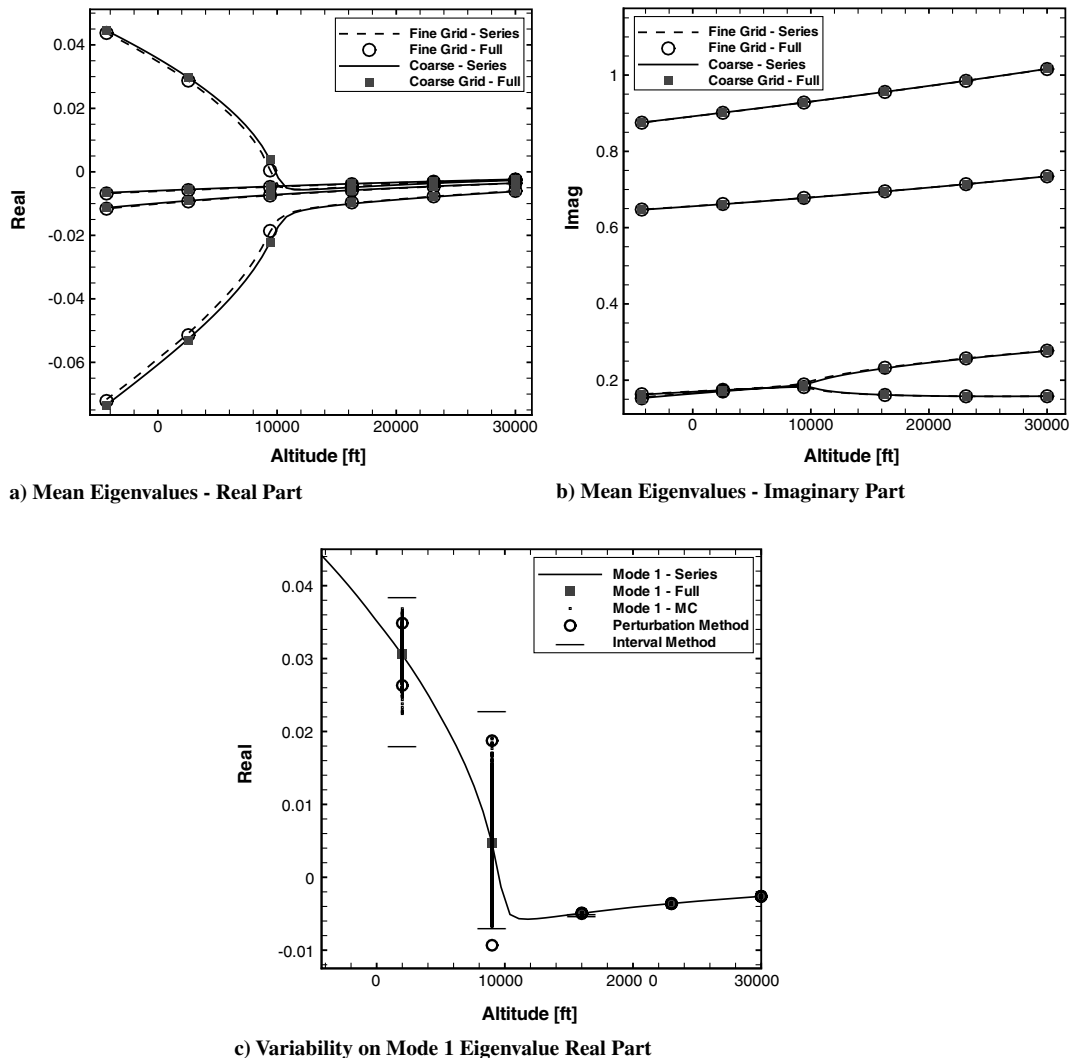 0.04
0.02
0
-0.02
-0.04
-0.06
Real
Fine Grid - Series
Fine Grid - Full
Coarse - Series
Coarse Grid - Full
0 10000 20000 30000
Altitude [ft]
a) Mean Eigenvalues - Real Part
1
0.8
0.6
0.4
0.2
Imag
Fine Grid - Series
Fine Grid - Full
Coarse - Series
Coarse Grid - Full
0 10000 20000 30000
Altitude [ft]
b) Mean Eigenvalues - Imaginary Part
0.04
0.03
0.02
0.01
0
-0.01
Real
Mode 1 - Series
Mode 1 - Full
Mode 1 - MC
Perturbation Method
Interval Method
0 10000 2000 0 30000
Altitude [ft]
c) Variability on Mode 1 Eigenvalue Real Part